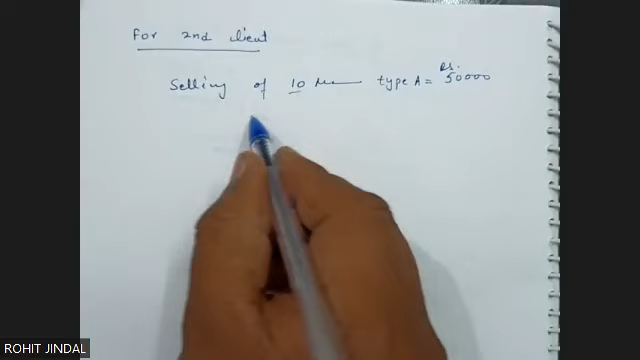 For 2nd client
Selling of 10 type A = Rs. 50000
ROHIT JINDAL